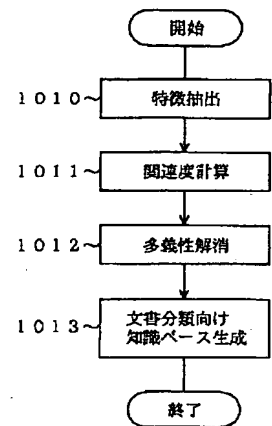 開始
1010～ 特徴抽出
1011～ 関連度計算
1012～ 多義性解消
1013～ 文書分類向け
知識ベース生成
終了